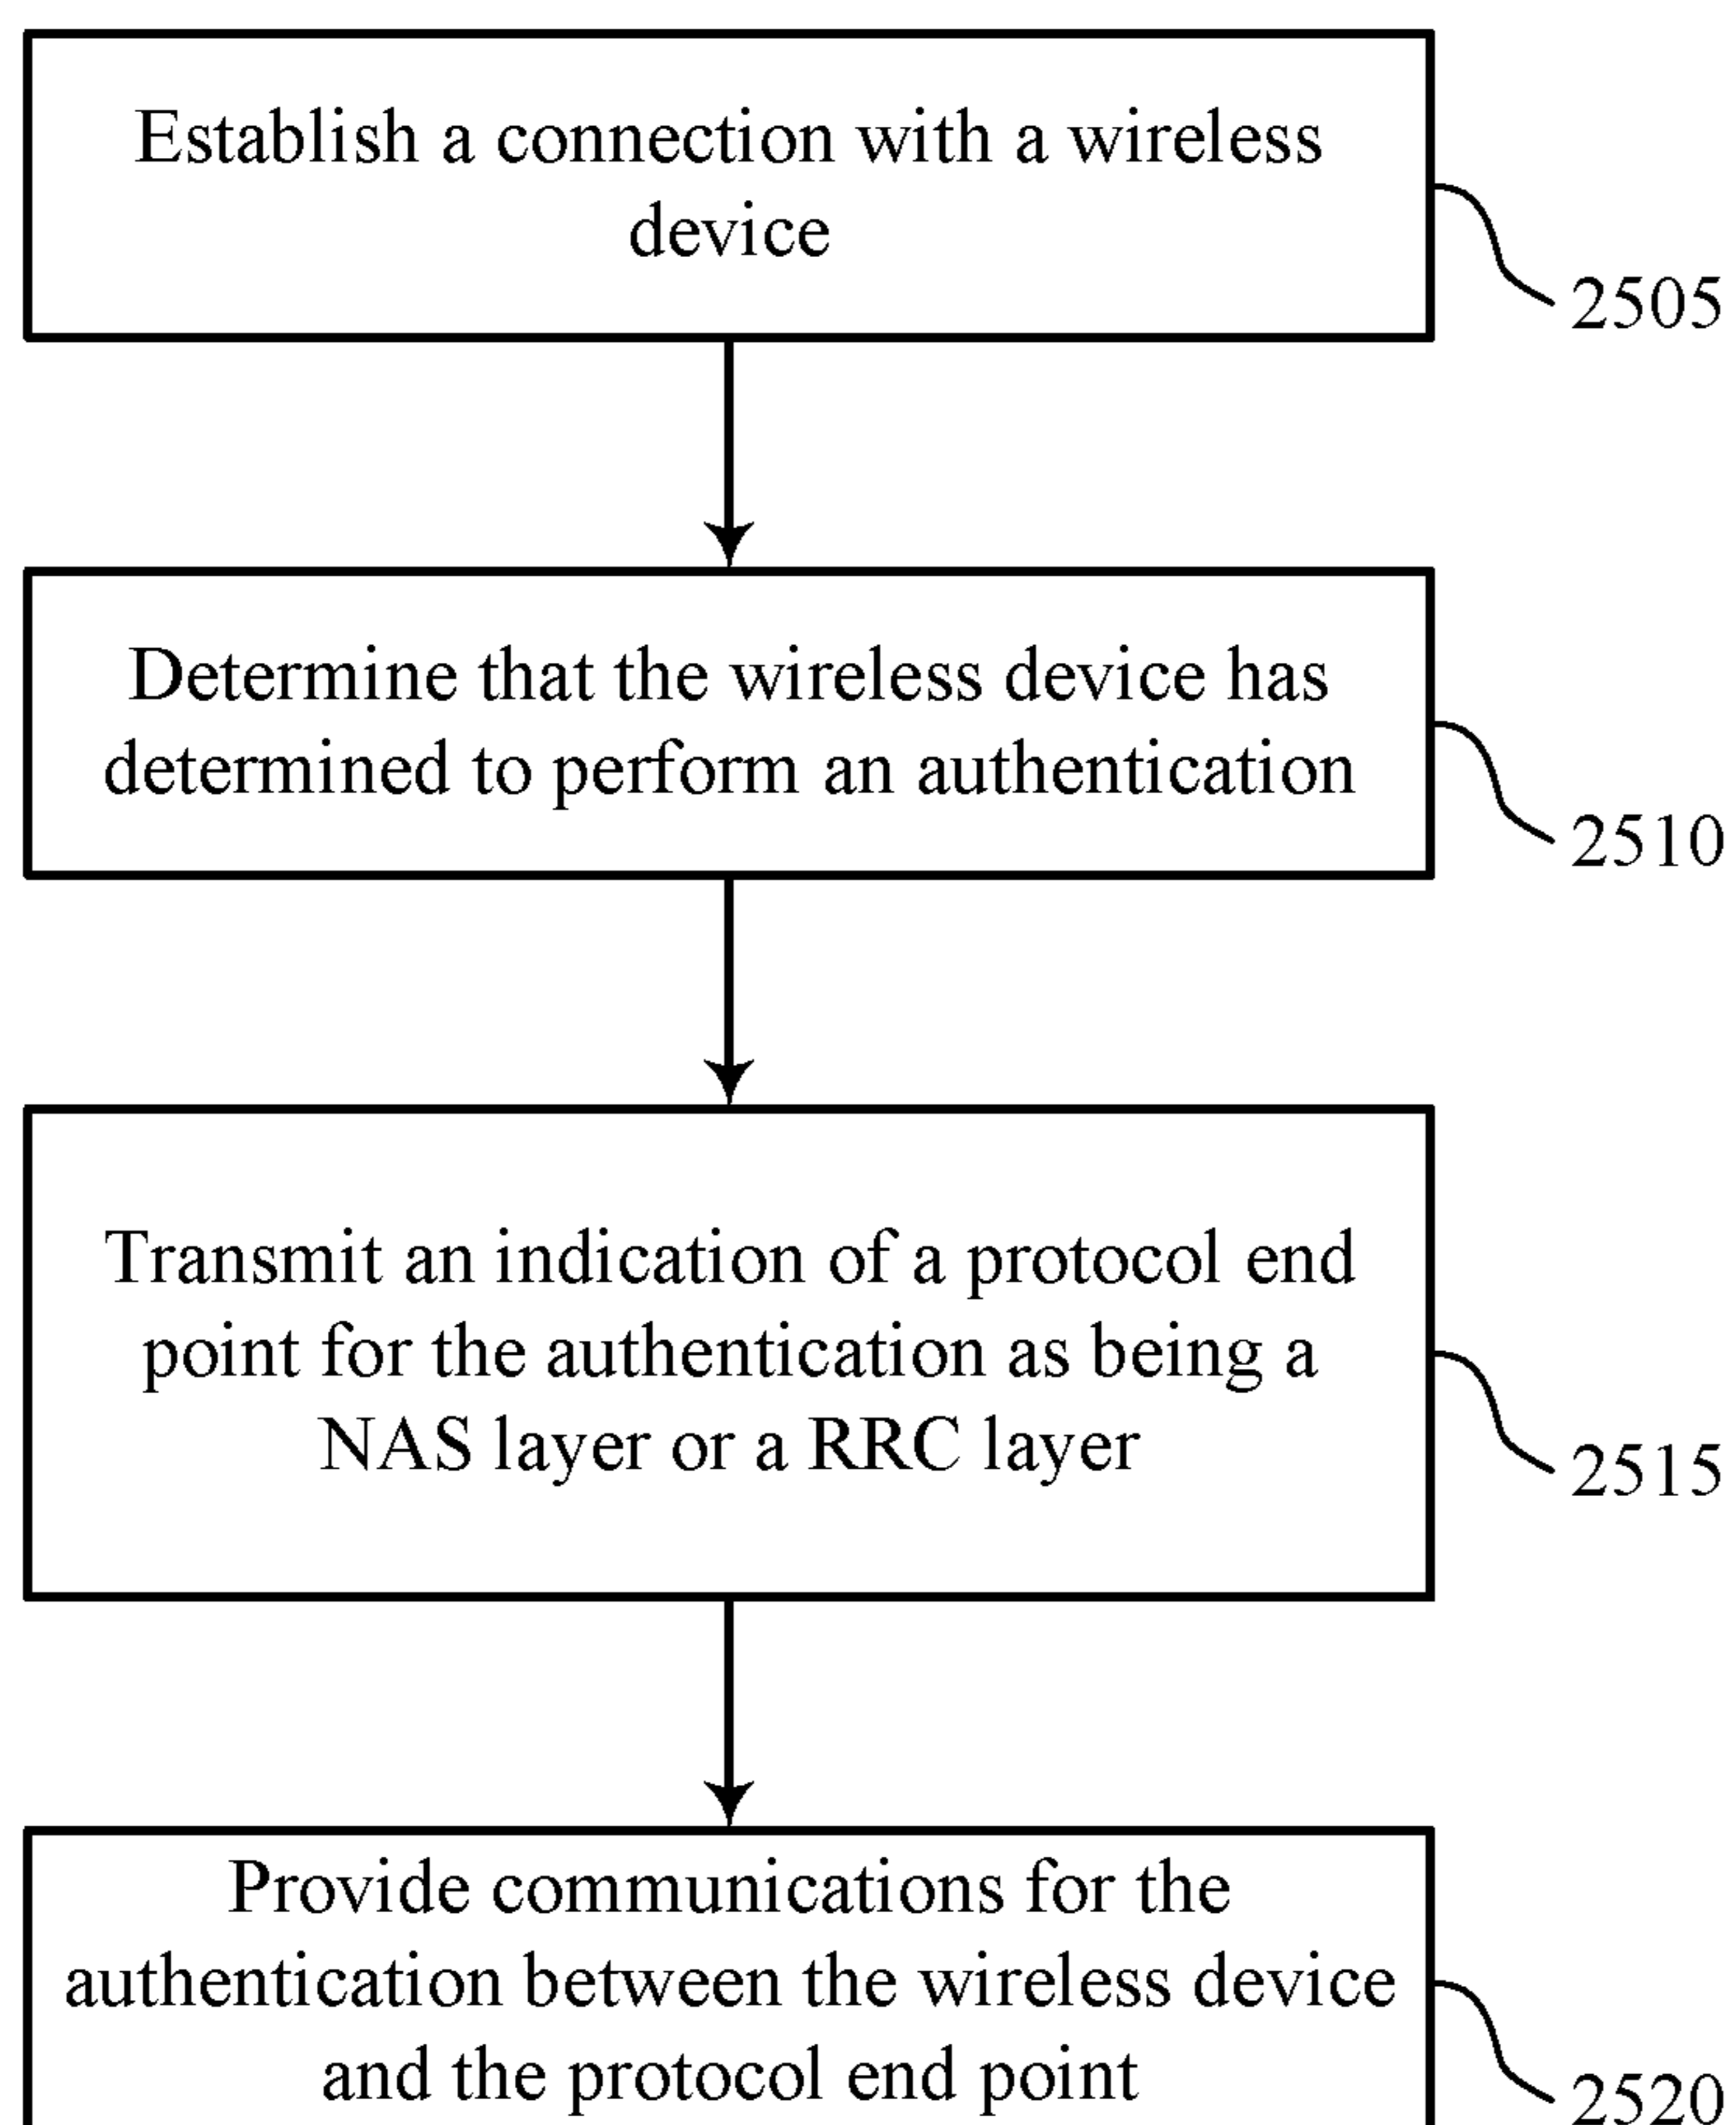 Establish a connection with a wireless
device
2505
Determine that the wireless device has
determined to perform an authentication
2510
Transmit an indication of a protocol end
point for the authentication as being a
NAS layer or a RRC layer
2515
Provide communications for the
authentication between the wireless device
and the protocol end point
2520